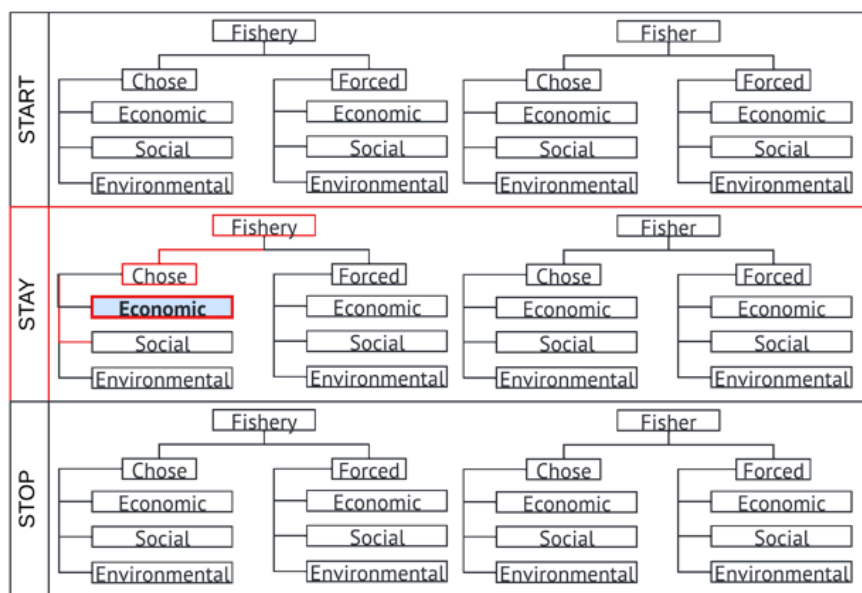 START
Fishery Fisher
Chose Forced Chose Forced
Economic Economic Economic Economic
Social Social Social Social
Environmental Environmental Environmental Environmental
STAY
Fishery Fisher
Chose Forced Chose Forced
Economic Economic Economic Economic
Social Social Social Social
Environmental Environmental Environmental Environmental
STOP
Fishery Fisher
Chose Forced Chose Forced
Economic Economic Economic Economic
Social Social Social Social
Environmental Environmental Environmental Environmental